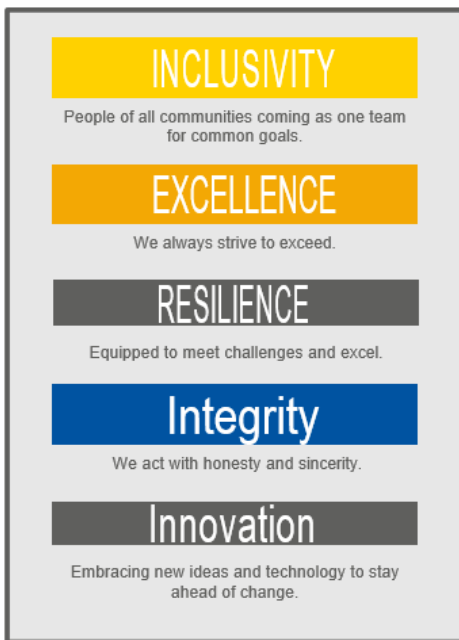 INCLUSIVITY
People of all communities coming as one team
for common goals.
EXCELLENCE
We always strive to exceed.
RESILIENCE
Equipped to meet challenges and excel.
Integrity
We act with honesty and sincerity.
Innovation
Embracing new ideas and technology to stay
ahead of change.